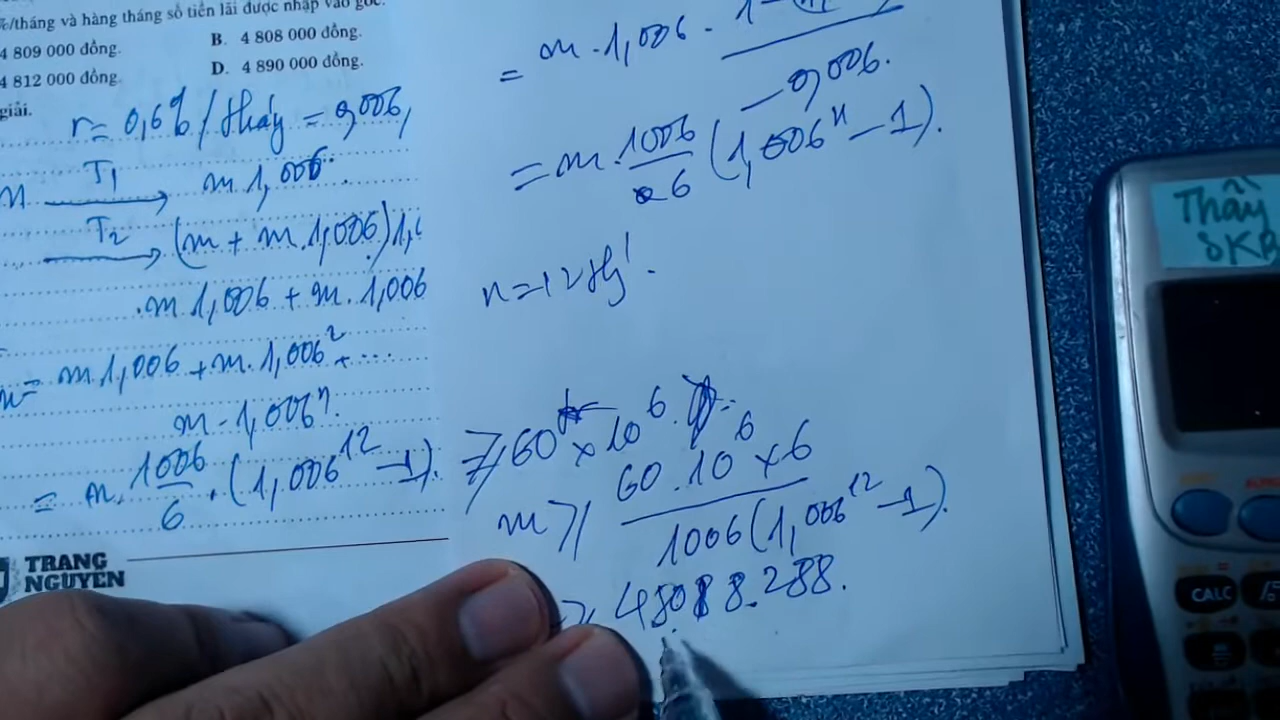 %/tháng và hàng tháng số tiền lãi được nhập vào gốc.
4 809 000 đồng.
B. 4 808 000 đồng.
4 812 000 đồng.
D. 4 890 000 đồng.
giải.
r = 0,6% / tháng = 0,006,
T1
m.1,006.
T2
(m + m.1,006)1,
.m 1,006 + m.1,006
= m.1,006 + m.1,006² + ...
m.1,006ⁿ.
= m. 1006/6 . (1,006¹² - 1).
TRANG
NGUYEN
= m.1,006.
-0,006.
= m. 1006/6 (1,006ⁿ - 1).
n = 12
⩾ 60 × 10⁶.
m ⩾ 60.10⁶ × 6 / 1006(1,006¹² - 1).
288.
Thầy
CALC